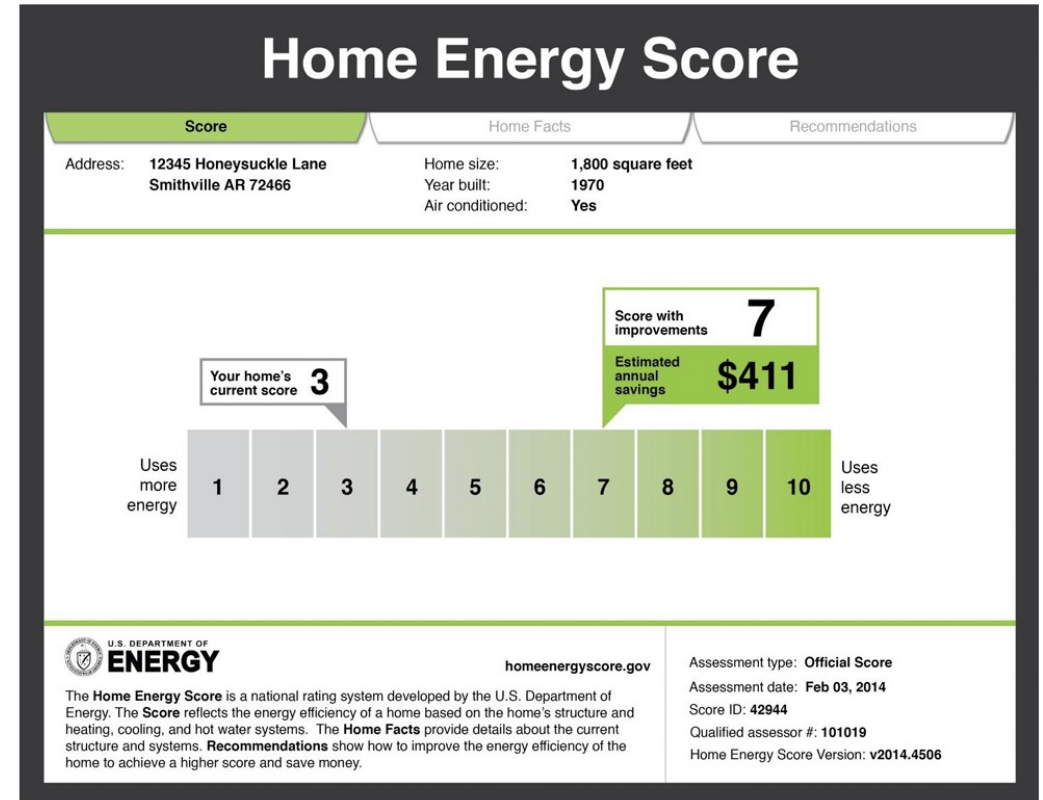 Home Energy Score
Score
Home Facts
Recommendations
Address: 12345 Honeysuckle Lane
Smithville AR 72466
Home size: 1,800 square feet
Year built: 1970
Air conditioned: Yes
Score with
improvements 7
Estimated
annual
savings $411
Your home's
current score 3
Uses
more
energy
1 2 3 4 5 6 7 8 9 10
Uses
less
energy
U.S. DEPARTMENT OF
ENERGY
homeenergyscore.gov
The Home Energy Score is a national rating system developed by the U.S. Department of
Energy. The Score reflects the energy efficiency of a home based on the home's structure and
heating, cooling, and hot water systems. The Home Facts provide details about the current
structure and systems. Recommendations show how to improve the energy efficiency of the
home to achieve a higher score and save money.
Assessment type: Official Score
Assessment date: Feb 03, 2014
Score ID: 42944
Qualified assessor #: 101019
Home Energy Score Version: v2014.4506